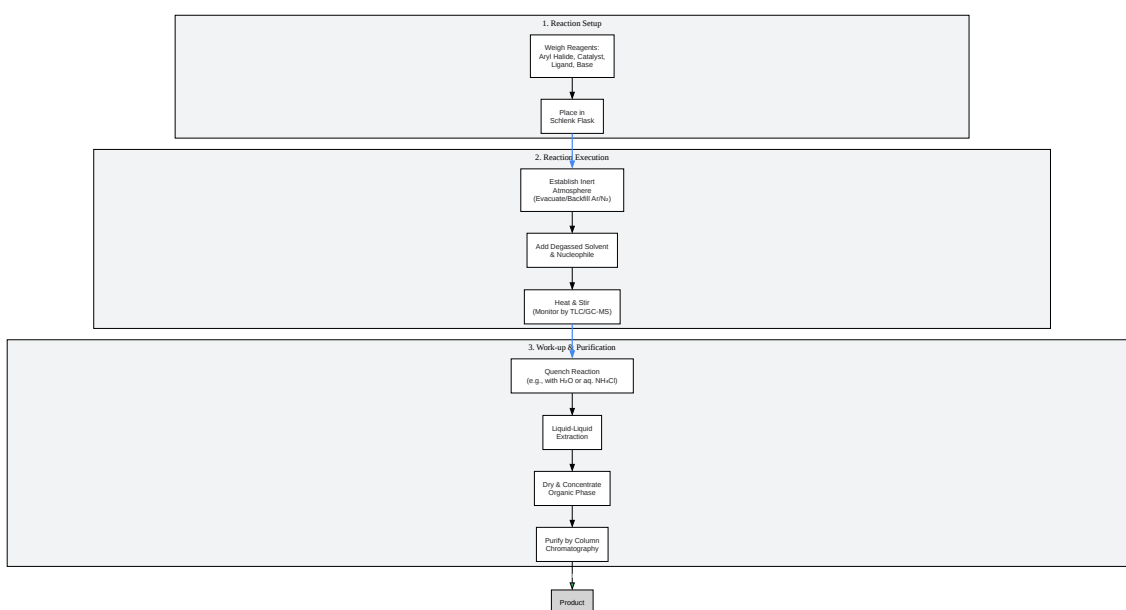 1. Reaction Setup
Weigh Reagents:
Aryl Halide, Catalyst,
Ligand, Base
Place in
Schlenk Flask
2. Reaction Execution
Establish Inert
Atmosphere
(Evacuate/Backfill Ar/N₂)
Add Degassed Solvent
& Nucleophile
Heat & Stir
(Monitor by TLC/GC-MS)
3. Work-up & Purification
Quench Reaction
(e.g., with H₂O or aq. NH₄Cl)
Liquid-Liquid
Extraction
Dry & Concentrate
Organic Phase
Purify by Column
Chromatography
Product